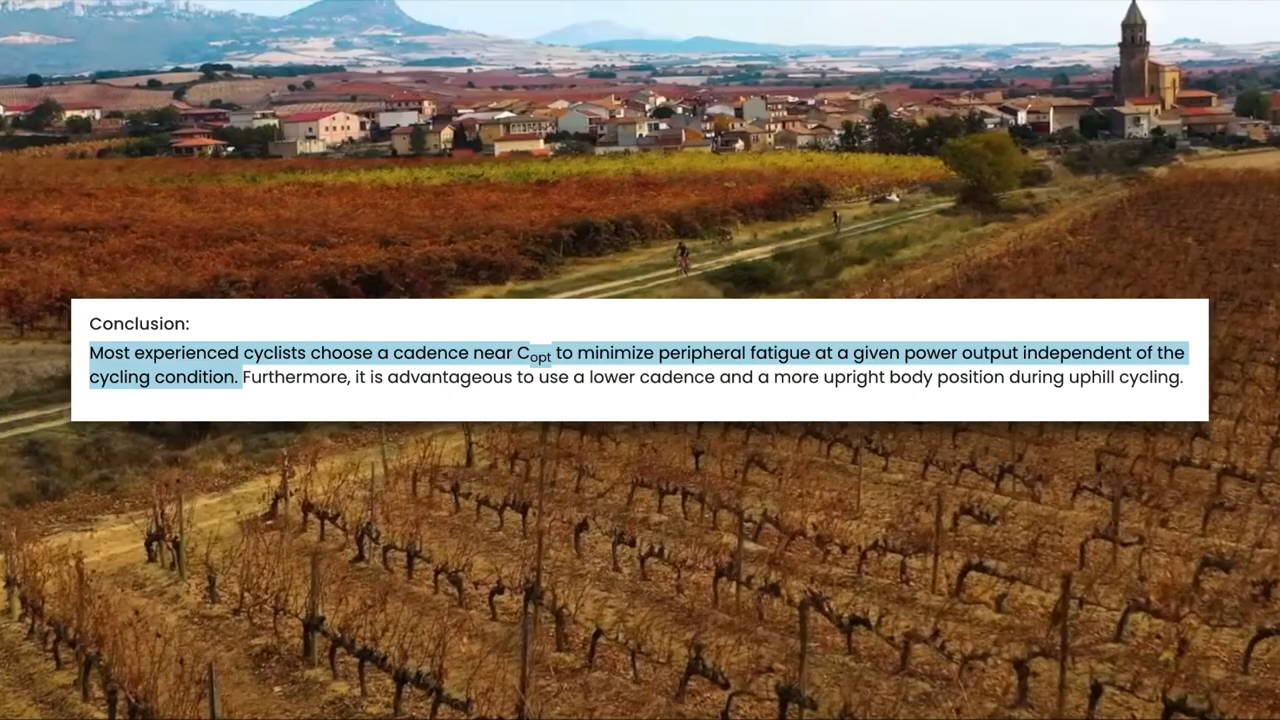 Conclusion:
Most experienced cyclists choose a cadence near Copt to minimize peripheral fatigue at a given power output independent of the
cycling condition. Furthermore, it is advantageous to use a lower cadence and a more upright body position during uphill cycling.